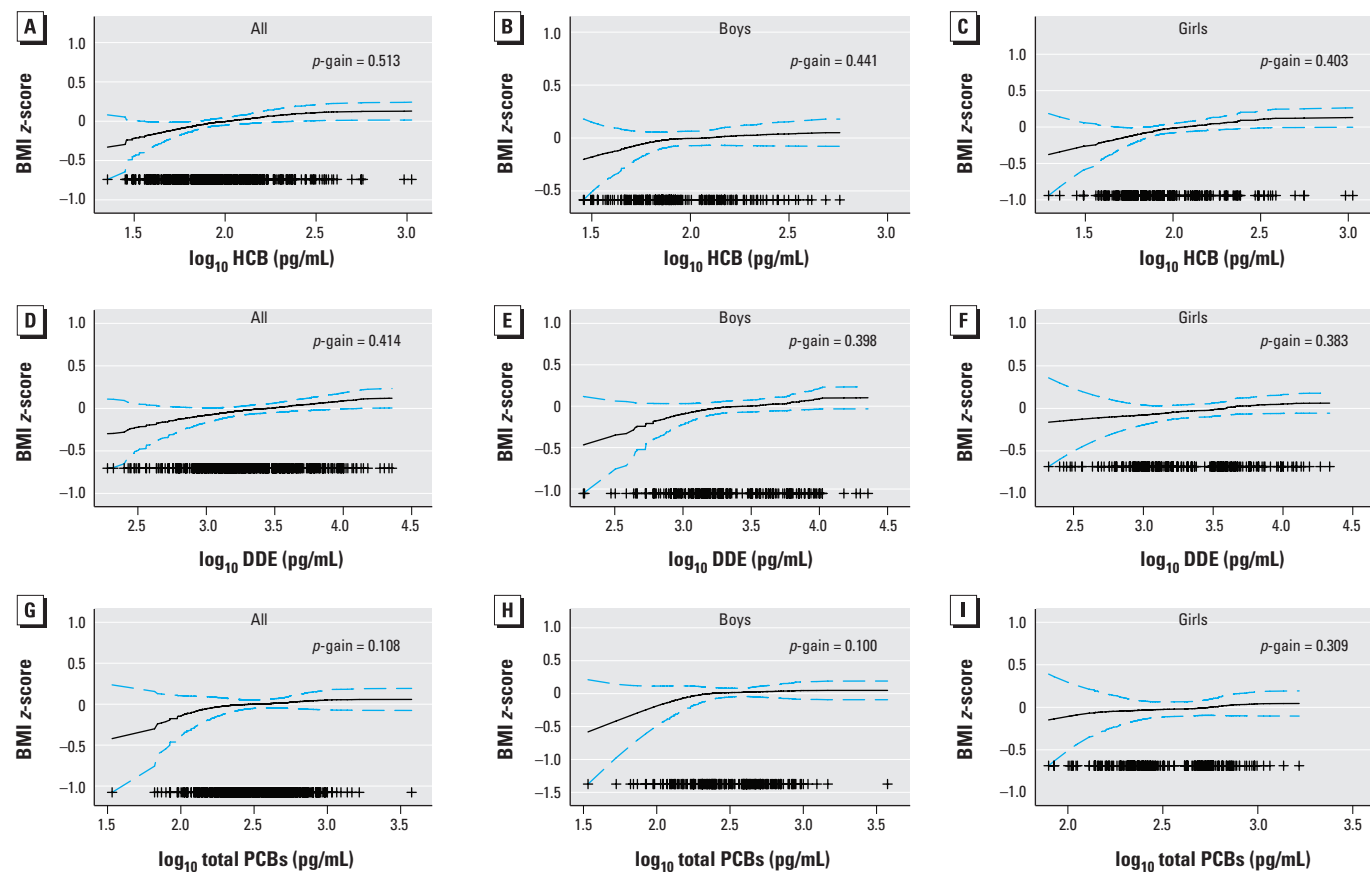 A
All
p-gain = 0.513
BMI z-score
1.0
0.5
0
–0.5
–1.0
1.5 2.0 2.5 3.0
log10 HCB (pg/mL)
B
Boys
p-gain = 0.441
BMI z-score
1.0
0.5
0
–0.5
1.5 2.0 2.5 3.0
log10 HCB (pg/mL)
C
Girls
p-gain = 0.403
BMI z-score
1.0
0.5
0
–0.5
–1.0
1.5 2.0 2.5 3.0
log10 HCB (pg/mL)
D
All
p-gain = 0.414
BMI z-score
1.0
0.5
0
–0.5
–1.0
2.5 3.0 3.5 4.0 4.5
log10 DDE (pg/mL)
E
Boys
p-gain = 0.398
BMI z-score
1.0
0.5
0
–0.5
–1.0
2.5 3.0 3.5 4.0 4.5
log10 DDE (pg/mL)
F
Girls
p-gain = 0.383
BMI z-score
1.0
0.5
0
–0.5
–1.0
2.5 3.0 3.5 4.0 4.5
log10 DDE (pg/mL)
G
All
p-gain = 0.108
BMI z-score
1.0
0.5
0
–0.5
–1.0
1.5 2.0 2.5 3.0 3.5
log10 total PCBs (pg/mL)
H
Boys
p-gain = 0.100
BMI z-score
1.0
0.5
0
–0.5
–1.0
–1.5
1.5 2.0 2.5 3.0 3.5
log10 total PCBs (pg/mL)
I
Girls
p-gain = 0.309
BMI z-score
1.0
0.5
0
–0.5
–1.0
2.0 2.5 3.0 3.5
log10 total PCBs (pg/mL)